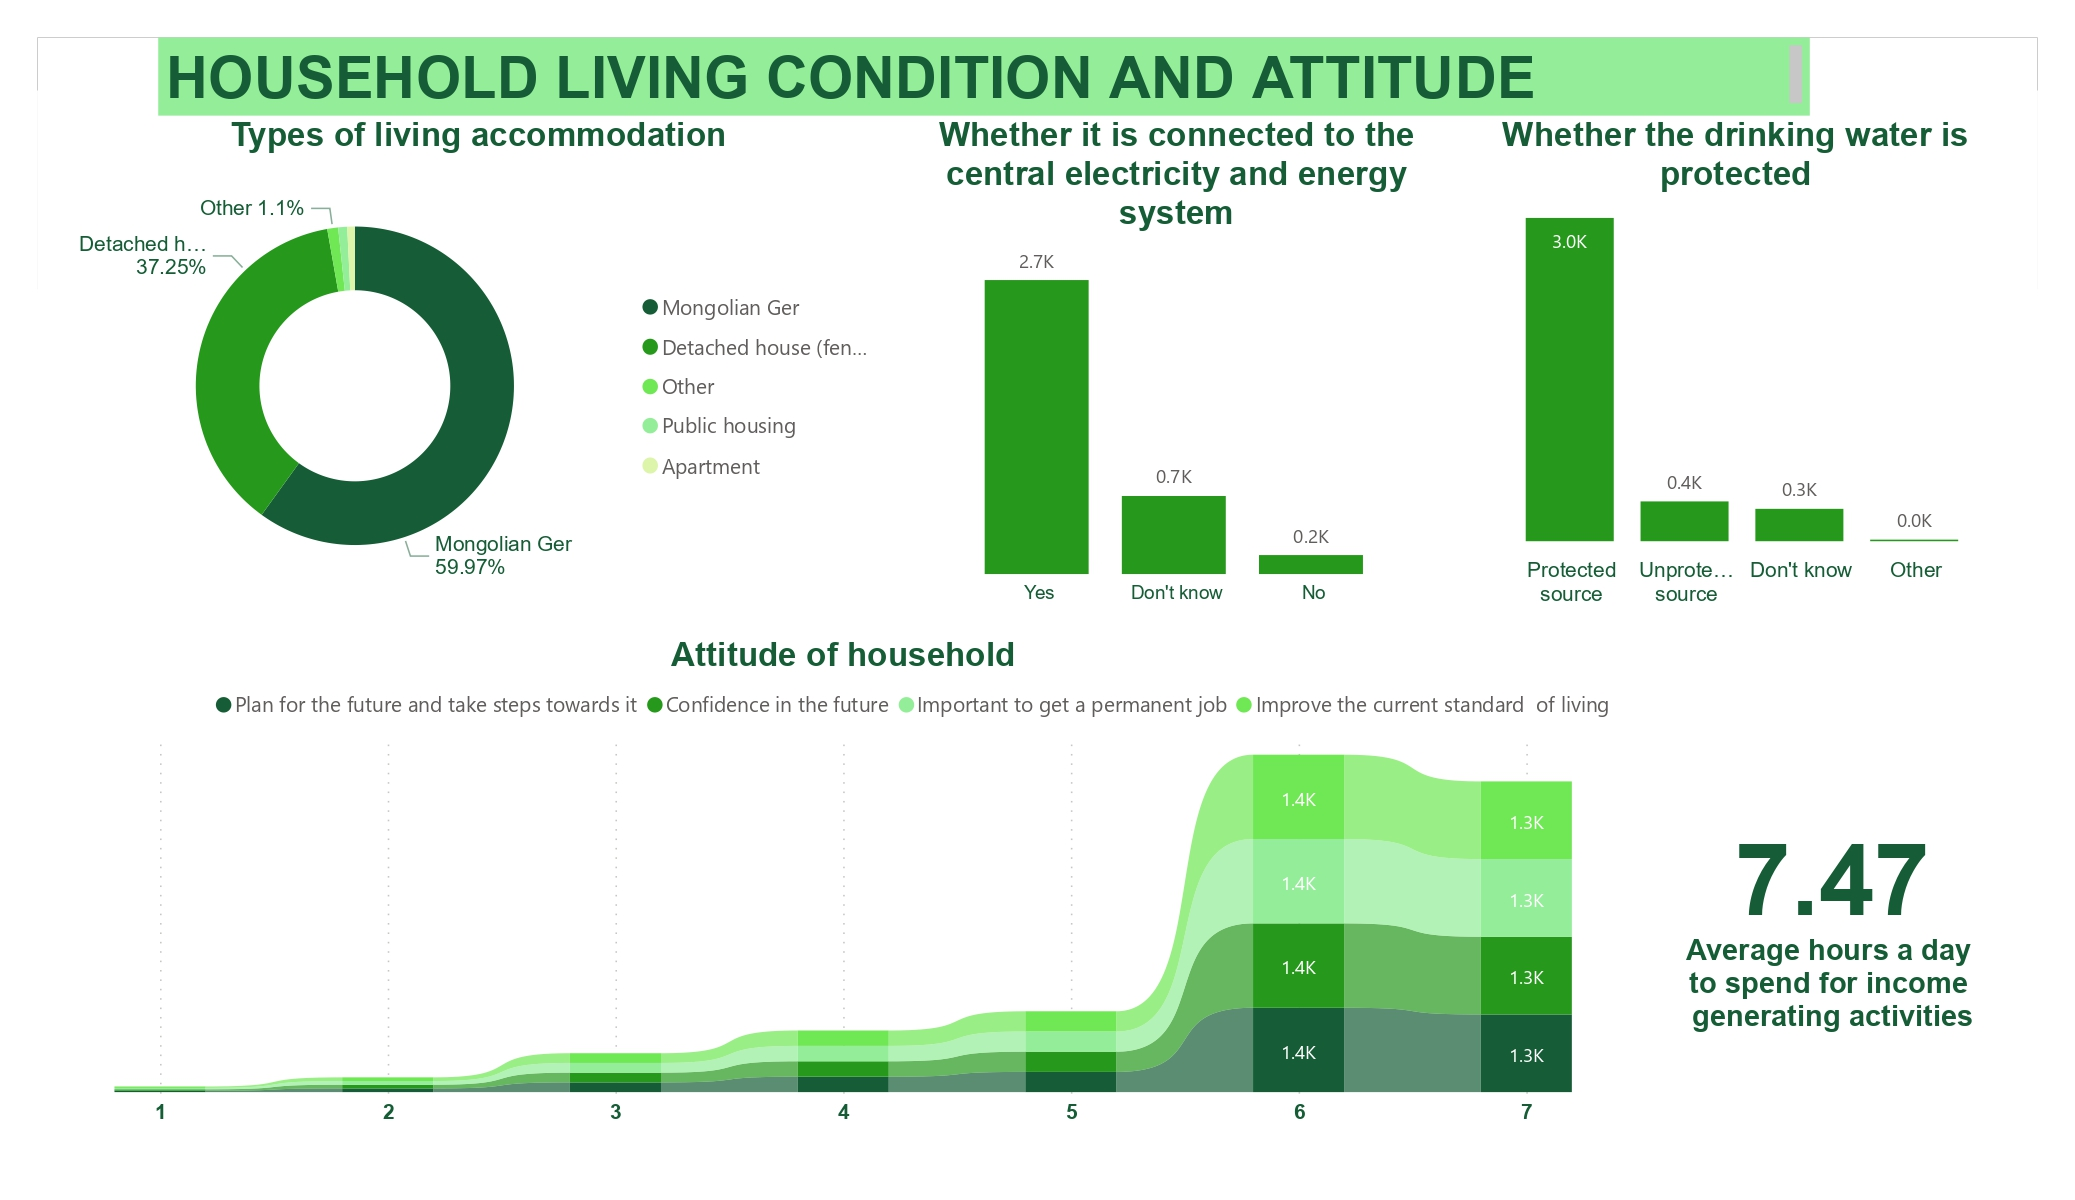 HOUSEHOLD LIVING CONDITION AND ATTITUDE
Types of living accommodation
Other 1.1%
Detached h...
37.25%
Mongolian Ger
59.97%
Mongolian Ger
Detached house (fen...
Other
Public housing
Apartment
Whether it is connected to the
central electricity and energy
system
2.7K
0.7K
0.2K
Yes
Don't know
No
Whether the drinking water is
protected
3.0K
0.4K
0.3K
0.0K
Protected
source
Unprote...
source
Don't know
Other
Attitude of household
Plan for the future and take steps towards it
Confidence in the future
Important to get a permanent job
Improve the current standard  of living
1.4K
1.4K
1.4K
1.4K
1.3K
1.3K
1.3K
1.3K
1
2
3
4
5
6
7
7.47
Average hours a day
to spend for income
generating activities